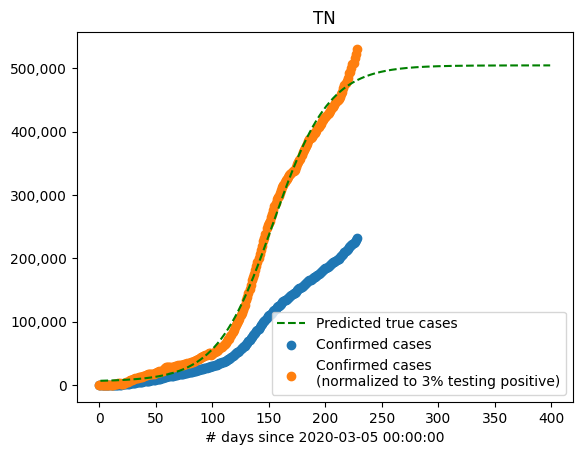 TN
500,000
400,000
300,000
200,000
100,000
0
0 50 100 150 200 250 300 350 400
# days since 2020-03-05 00:00:00
Predicted true cases
Confirmed cases
Confirmed cases
(normalized to 3% testing positive)